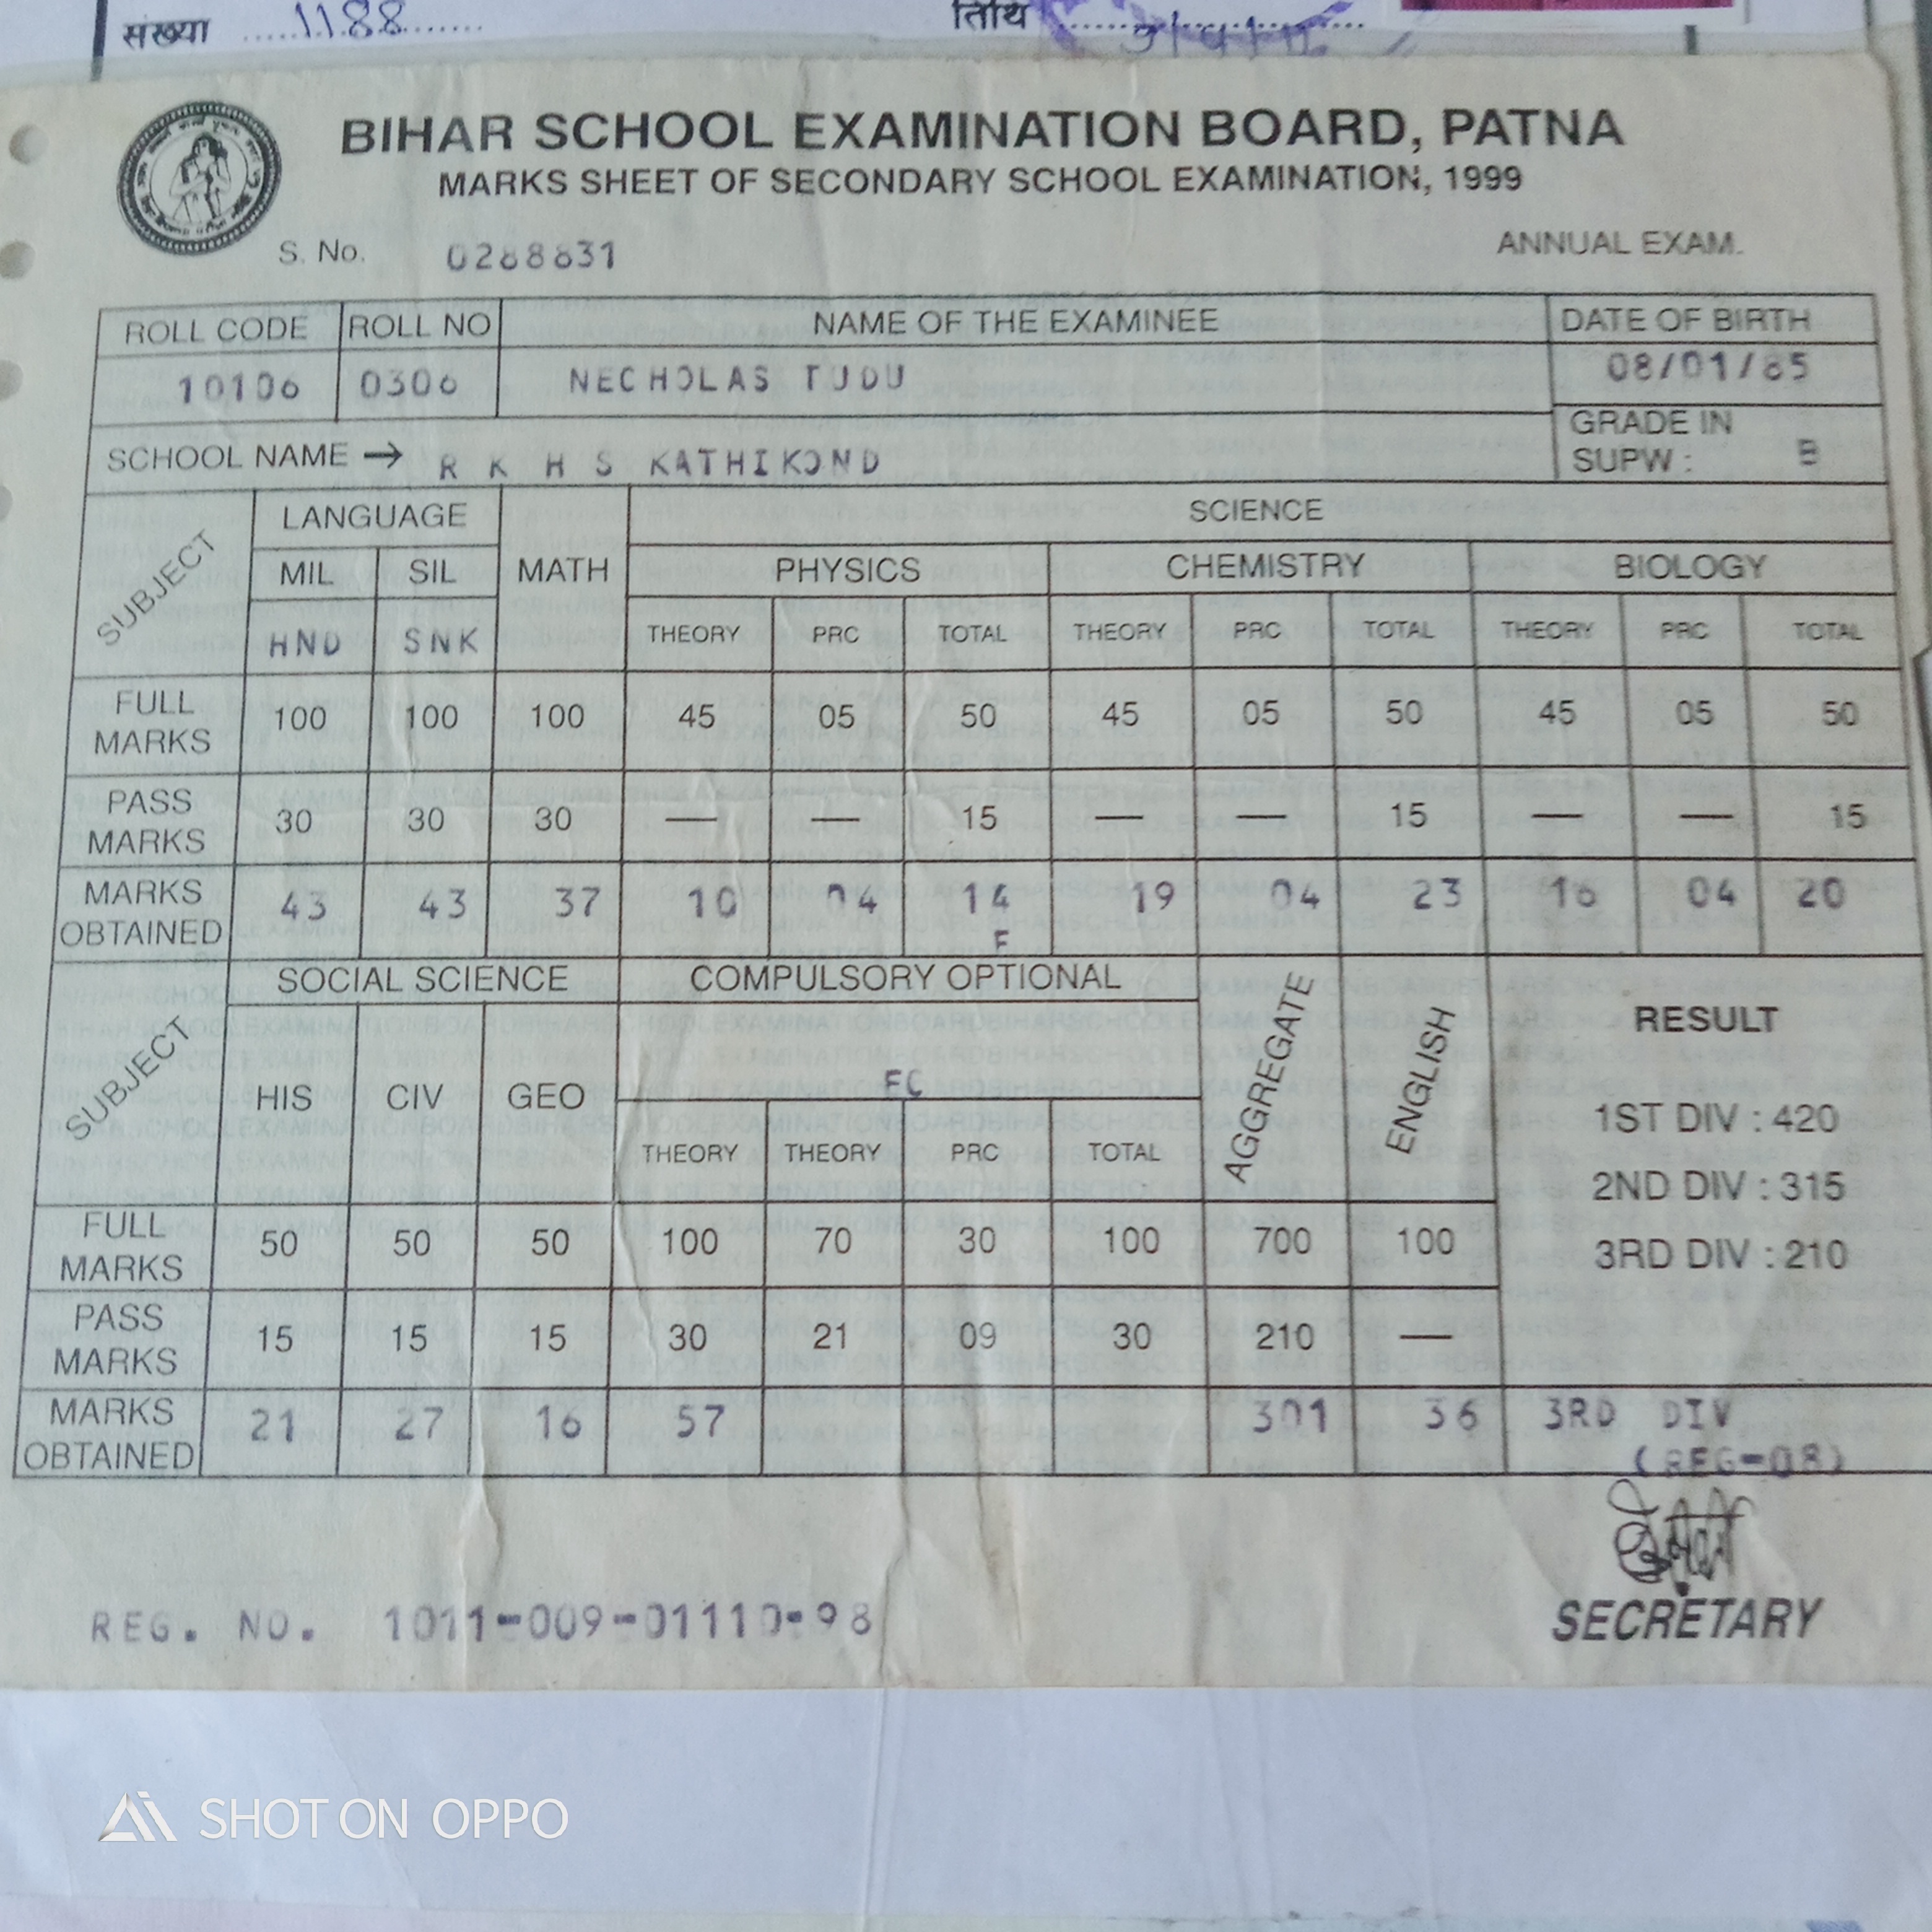 संख्या .....1188.......
तिथि
BIHAR SCHOOL EXAMINATION BOARD, PATNA
MARKS SHEET OF SECONDARY SCHOOL EXAMINATION, 1999
S. No. 0288831 ANNUAL EXAM.
ROLL CODE ROLL NO NAME OF THE EXAMINEE DATE OF BIRTH
10106 0306 NECHOLAS TUDU 08/01/85
SCHOOL NAME → R K H S KATHIKOND GRADE IN
SUPW : B
SUBJECT LANGUAGE MATH SCIENCE
MIL SIL PHYSICS CHEMISTRY BIOLOGY
HND SNK THEORY PRC TOTAL THEORY PRC TOTAL THEORY PRC TOTAL
FULL MARKS 100 100 100 45 05 50 45 05 50 45 05 50
PASS MARKS 30 30 30 — — 15 — — 15 — — 15
MARKS OBTAINED 43 43 37 10 04 14 19 04 23 16 04 20
F
SUBJECT SOCIAL SCIENCE COMPULSORY OPTIONAL AGGREGATE ENGLISH RESULT
HIS CIV GEO EC
THEORY THEORY PRC TOTAL
1ST DIV : 420
2ND DIV : 315
3RD DIV : 210
FULL MARKS 50 50 50 100 70 30 100 700 100
PASS MARKS 15 15 15 30 21 09 30 210 —
MARKS OBTAINED 21 27 16 57 301 36 3RD DIV
(REG-08)
REG. NO. 1011-009-01110-98
SECRETARY
SHOT ON OPPO